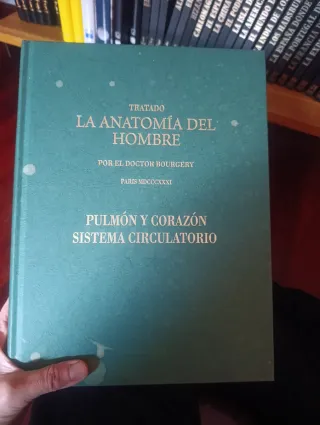 TRATADO
LA ANATOMÍA DEL
HOMBRE
POR EL DOCTOR BOURGERY
PARIS MDCCCXXXI
PULMÓN Y CORAZÓN
SISTEMA CIRCULATORIO